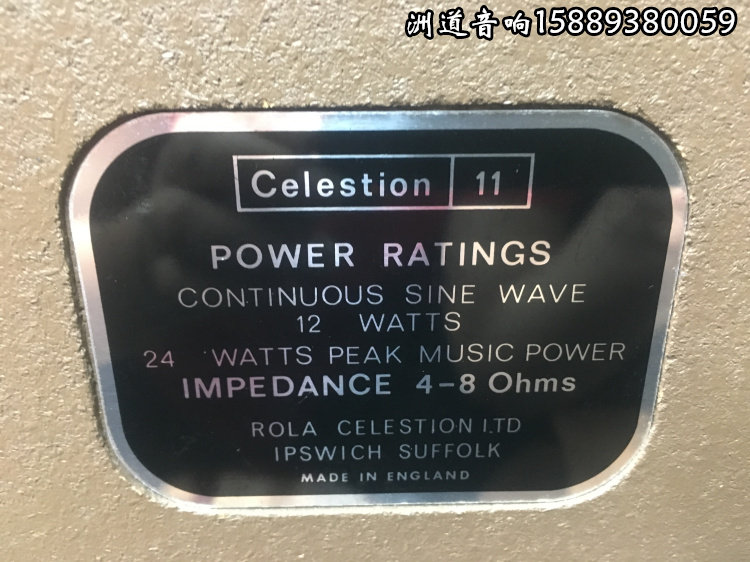 洲道音响15889380059
Celestion 11
POWER RATINGS
CONTINUOUS SINE WAVE
12 WATTS
24 WATTS PEAK MUSIC POWER
IMPEDANCE 4-8 Ohms
ROLA CELESTION LTD
IPSWICH SUFFOLK
MADE IN ENGLAND